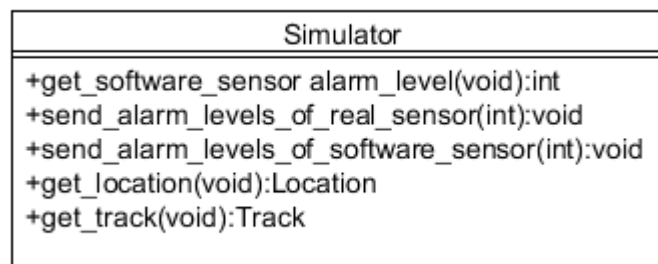 Simulator
+get_software_sensor alarm_level(void):int
+send_alarm_levels_of_real_sensor(int):void
+send_alarm_levels_of_software_sensor(int):void
+get_location(void):Location
+get_track(void):Track